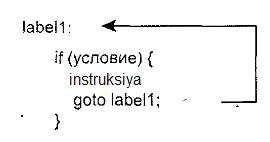 label1:
if (условие) {
instruksiya
goto label1;
}